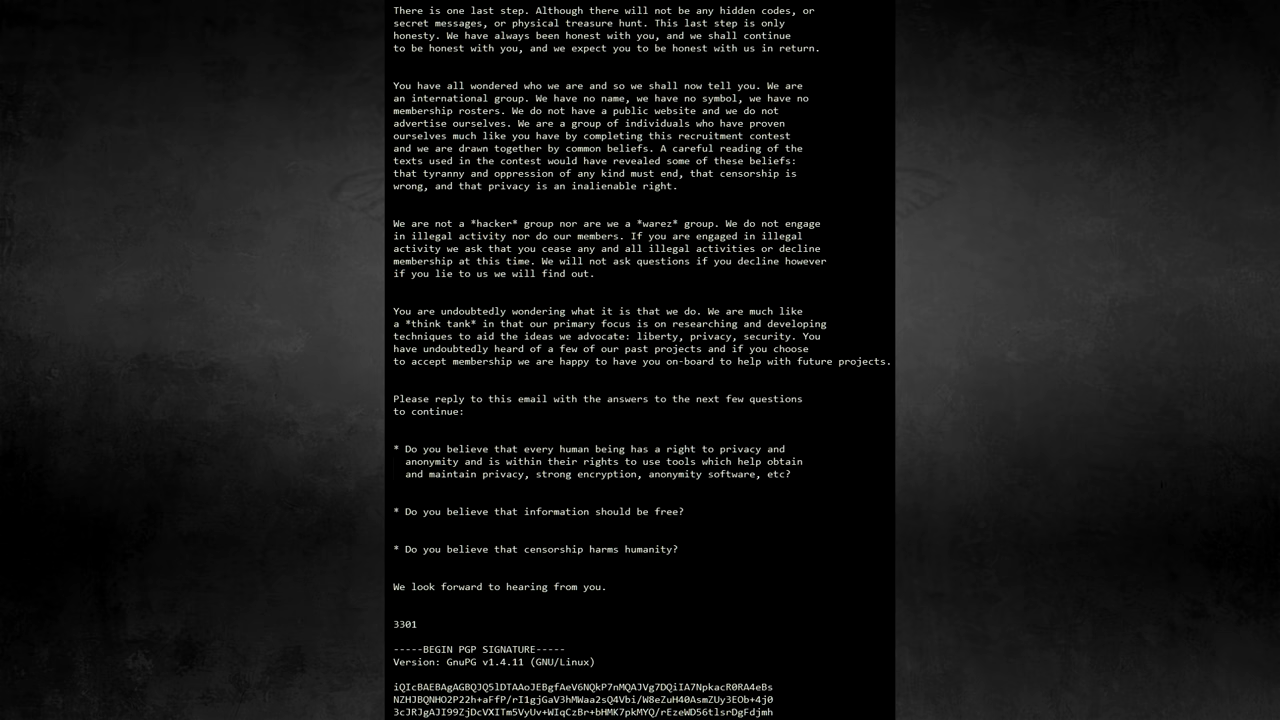 There is one last step. Although there will not be any hidden codes, or
secret messages, or physical treasure hunt. This last step is only
honesty. We have always been honest with you, and we shall continue
to be honest with you, and we expect you to be honest with us in return.
You have all wondered who we are and so we shall now tell you. We are
an international group. We have no name, we have no symbol, we have no
membership rosters. We do not have a public website and we do not
advertise ourselves. We are a group of individuals who have proven
ourselves much like you have by completing this recruitment contest
and we are drawn together by common beliefs. A careful reading of the
texts used in the contest would have revealed some of these beliefs:
that tyranny and oppression of any kind must end, that censorship is
wrong, and that privacy is an inalienable right.
We are not a *hacker* group nor are we a *warez* group. We do not engage
in illegal activity nor do our members. If you are engaged in illegal
activity we ask that you cease any and all illegal activities or decline
membership at this time. We will not ask questions if you decline however
if you lie to us we will find out.
You are undoubtedly wondering what it is that we do. We are much like
a *think tank* in that our primary focus is on researching and developing
techniques to aid the ideas we advocate: liberty, privacy, security. You
have undoubtedly heard of a few of our past projects and if you choose
to accept membership we are happy to have you on-board to help with future projects.
Please reply to this email with the answers to the next few questions
to continue:
* Do you believe that every human being has a right to privacy and
anonymity and is within their rights to use tools which help obtain
and maintain privacy, strong encryption, anonymity software, etc?
* Do you believe that information should be free?
* Do you believe that censorship harms humanity?
We look forward to hearing from you.
3301
-----BEGIN PGP SIGNATURE-----
Version: GnuPG v1.4.11 (GNU/Linux)
iQIcBAEBAgAGBQJQ5lDTAAoJEBgfAeV6NQkP7nMQAJVg7DQiIA7NpkacR0RA4eBs
NZHJBQNHO2P22h+aFfP/rI1gjGaV3hMWaa2sQ4Vbi/W8eZuH40AsmZUy3EOb+4j0
3cJRJgAJI99ZjDcVXITm5VyUv+WIqCzBr+bHMK7pkMYQ/rEzeWD56tlsrDgFdjmh